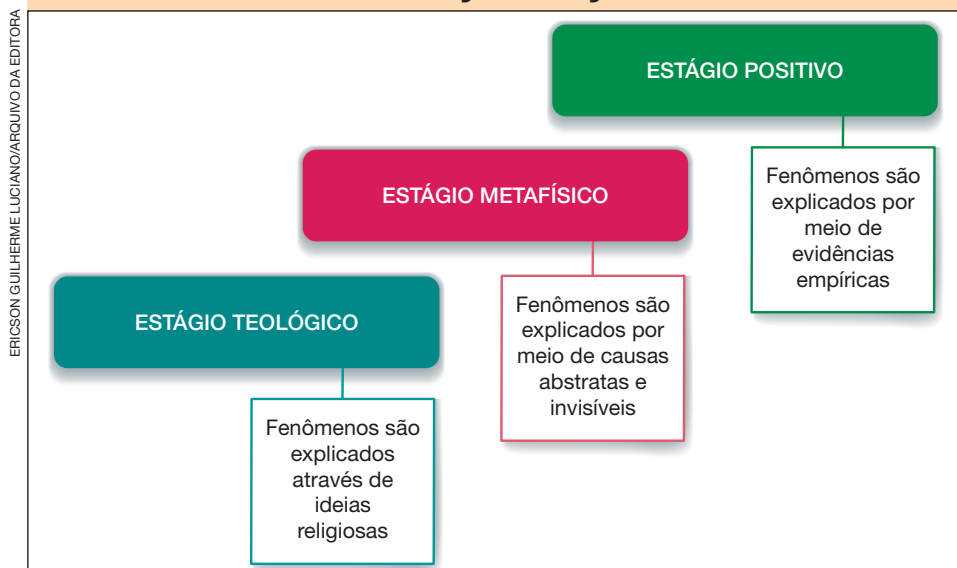 ERICSON GUILHERME LUCIANO/ARQUIVO DA EDITORA
ESTÁGIO POSITIVO
Fenômenos são
explicados por
meio de
evidências
empíricas
ESTÁGIO METAFÍSICO
Fenômenos são
explicados por
meio de causas
abstratas e
invisíveis
ESTÁGIO TEOLÓGICO
Fenômenos são
explicados
através de
ideias
religiosas